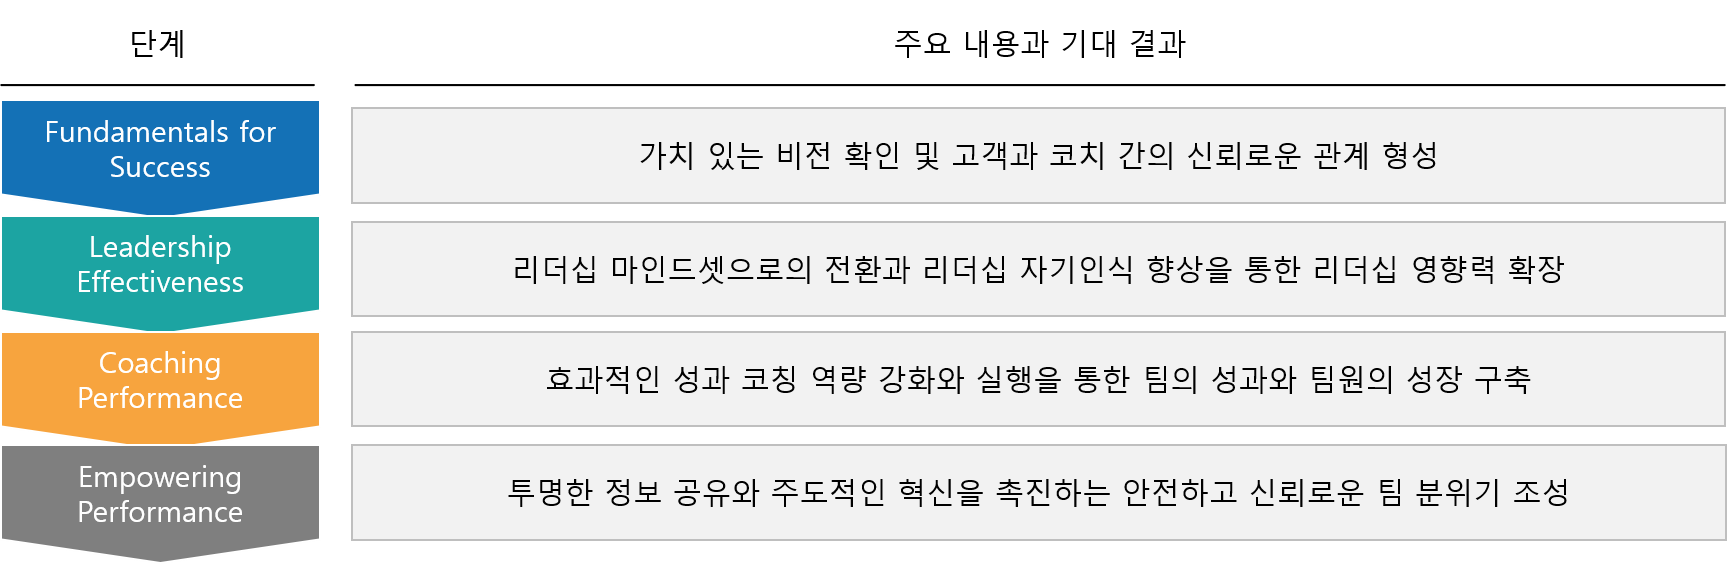 단계
주요 내용과 기대 결과
Fundamentals for
Success
가치 있는 비전 확인 및 고객과 코치 간의 신뢰로운 관계 형성
Leadership
Effectiveness
리더십 마인드셋으로의 전환과 리더십 자기인식 향상을 통한 리더십 영향력 확장
Coaching
Performance
효과적인 성과 코칭 역량 강화와 실행을 통한 팀의 성과와 팀원의 성장 구축
Empowering
Performance
투명한 정보 공유와 주도적인 혁신을 촉진하는 안전하고 신뢰로운 팀 분위기 조성